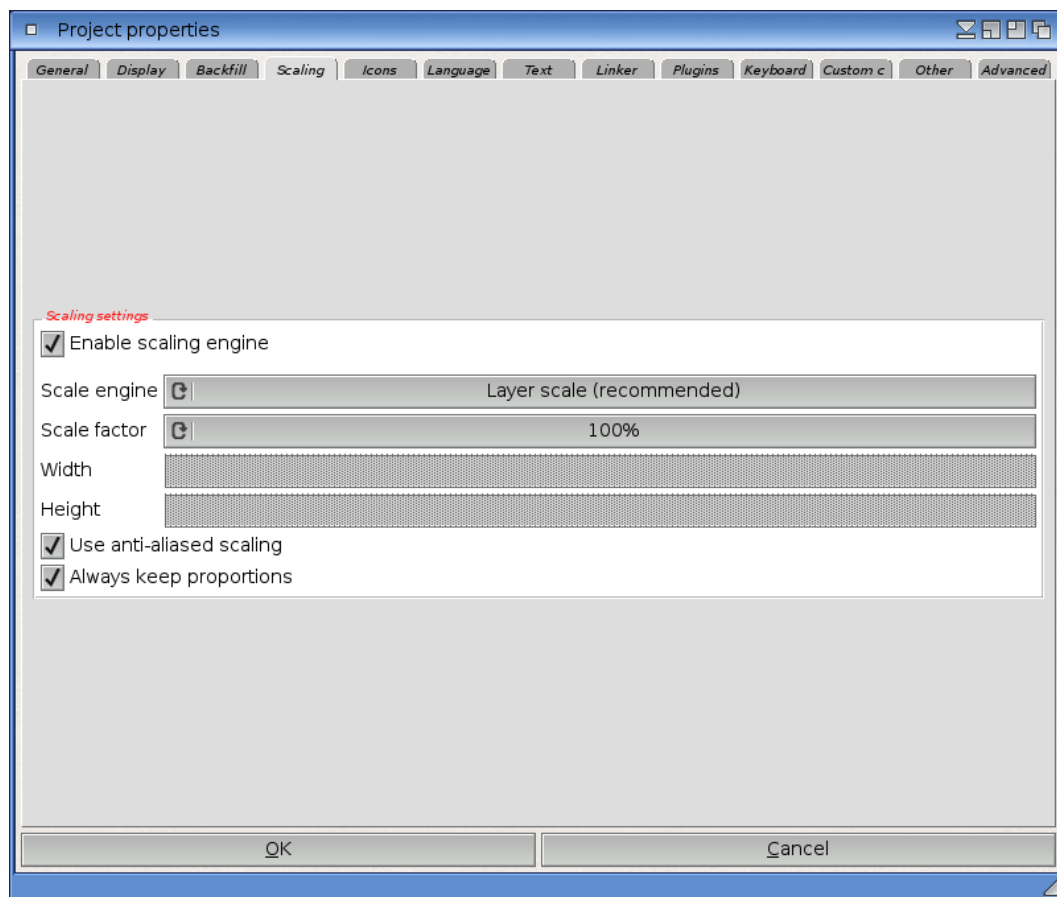 Project properties
General Display Backfill Scaling Icons Language Text Linker Plugins Keyboard Custom c Other Advanced
Scaling settings
Enable scaling engine
Scale engine Layer scale (recommended)
Scale factor 100%
Width
Height
Use anti-aliased scaling
Always keep proportions
OK Cancel